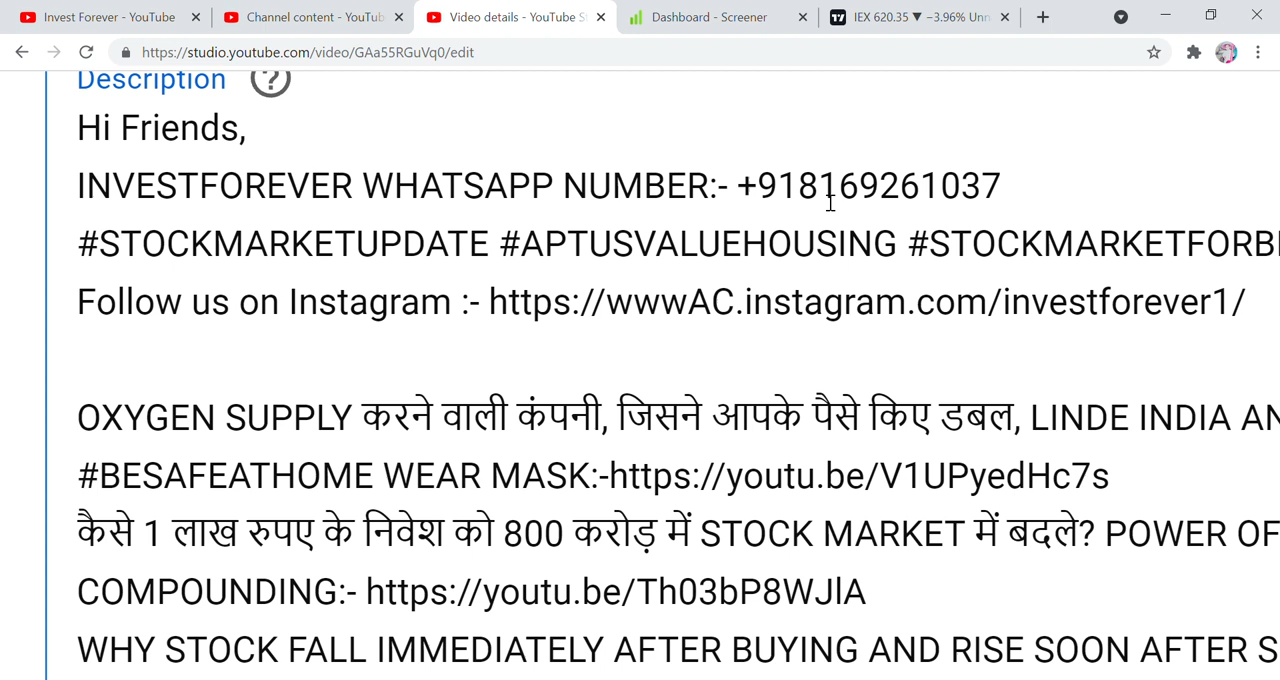 Invest Forever - YouTube
Channel content - YouTub
Video details - YouTube S
Dashboard - Screener
IEX 620.35 ▼ −3.96% Unn
https://studio.youtube.com/video/GAa55RGuVq0/edit
Description ?
Hi Friends,
INVESTFOREVER WHATSAPP NUMBER:- +918169261037
#STOCKMARKETUPDATE #APTUSVALUEHOUSING #STOCKMARKETFORBE
Follow us on Instagram :- https://wwwAC.instagram.com/investforever1/
OXYGEN SUPPLY करने वाली कंपनी, जिसने आपके पैसे किए डबल, LINDE INDIA AN
#BESAFEATHOME WEAR MASK:-https://youtu.be/V1UPyedHc7s
कैसे 1 लाख रुपए के निवेश को 800 करोड़ में STOCK MARKET में बदले? POWER OF
COMPOUNDING:- https://youtu.be/Th03bP8WJlA
WHY STOCK FALL IMMEDIATELY AFTER BUYING AND RISE SOON AFTER S